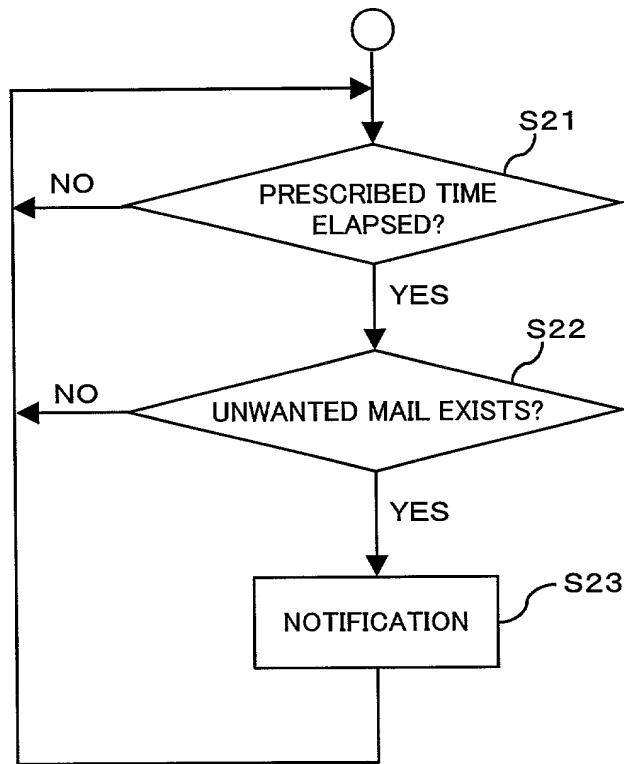 S21
PRESCRIBED TIME
ELAPSED?
NO
YES
S22
UNWANTED MAIL EXISTS?
NO
YES
S23
NOTIFICATION